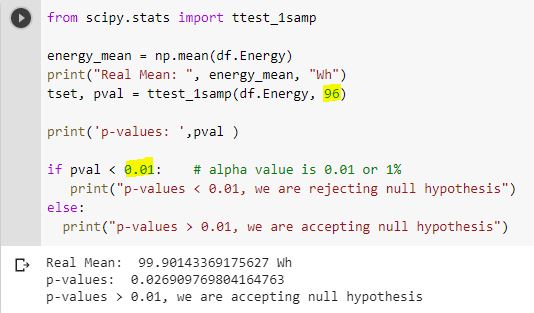 from scipy.stats import ttest_1samp
energy_mean = np.mean(df.Energy)
print("Real Mean: ", energy_mean, "Wh")
tset, pval = ttest_1samp(df.Energy, 96)
print('p-values: ',pval )
if pval < 0.01:    # alpha value is 0.01 or 1%
   print("p-values < 0.01, we are rejecting null hypothesis")
else:
  print("p-values > 0.01, we are accepting null hypothesis")
Real Mean:  99.90143369175627 Wh
p-values:  0.026909769804164763
p-values > 0.01, we are accepting null hypothesis